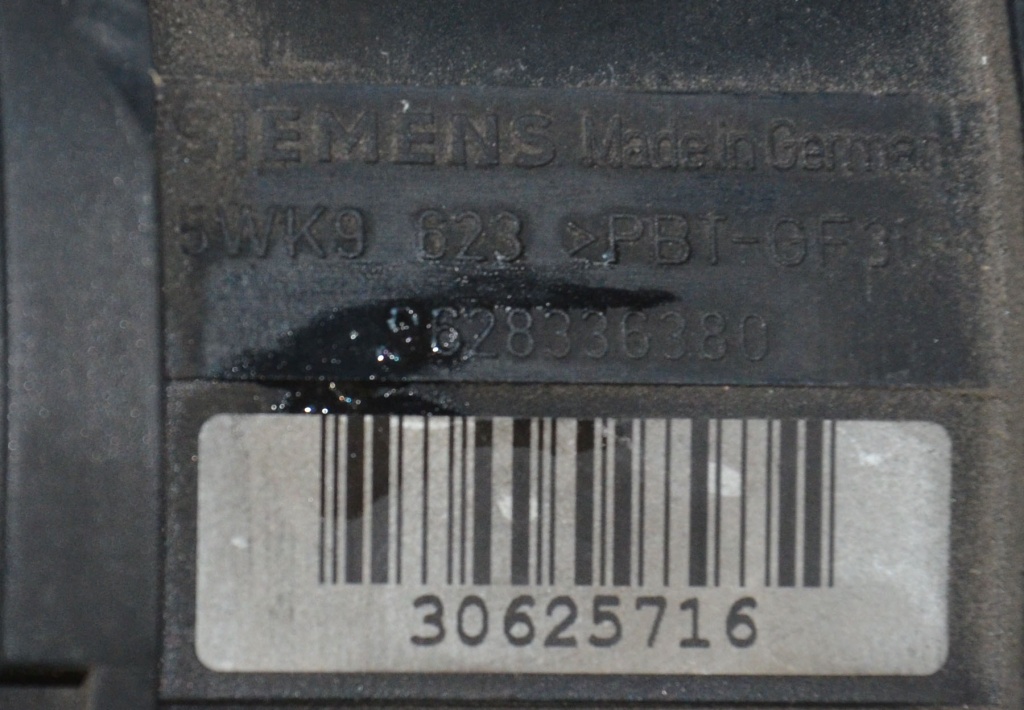 SIEMENS Made in German
5WK9 623 >PBT-GF3
628336380
30625716